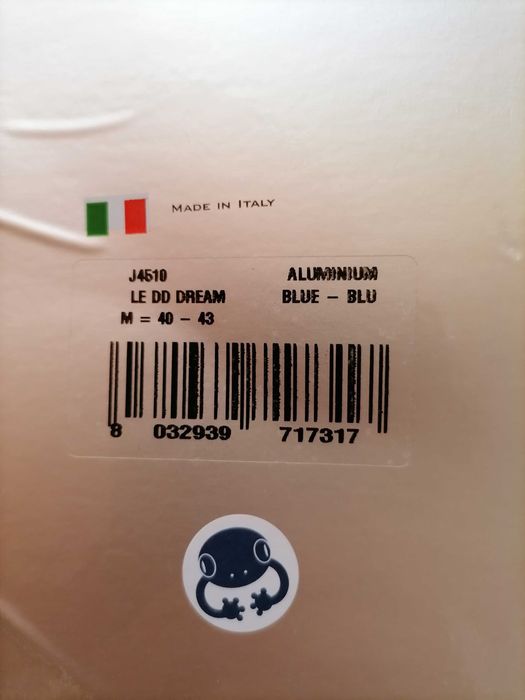 MADE IN ITALY
J4510 ALUMINIUM
LE DD DREAM BLUE - BLU
M = 40 - 43
8 032939 717317